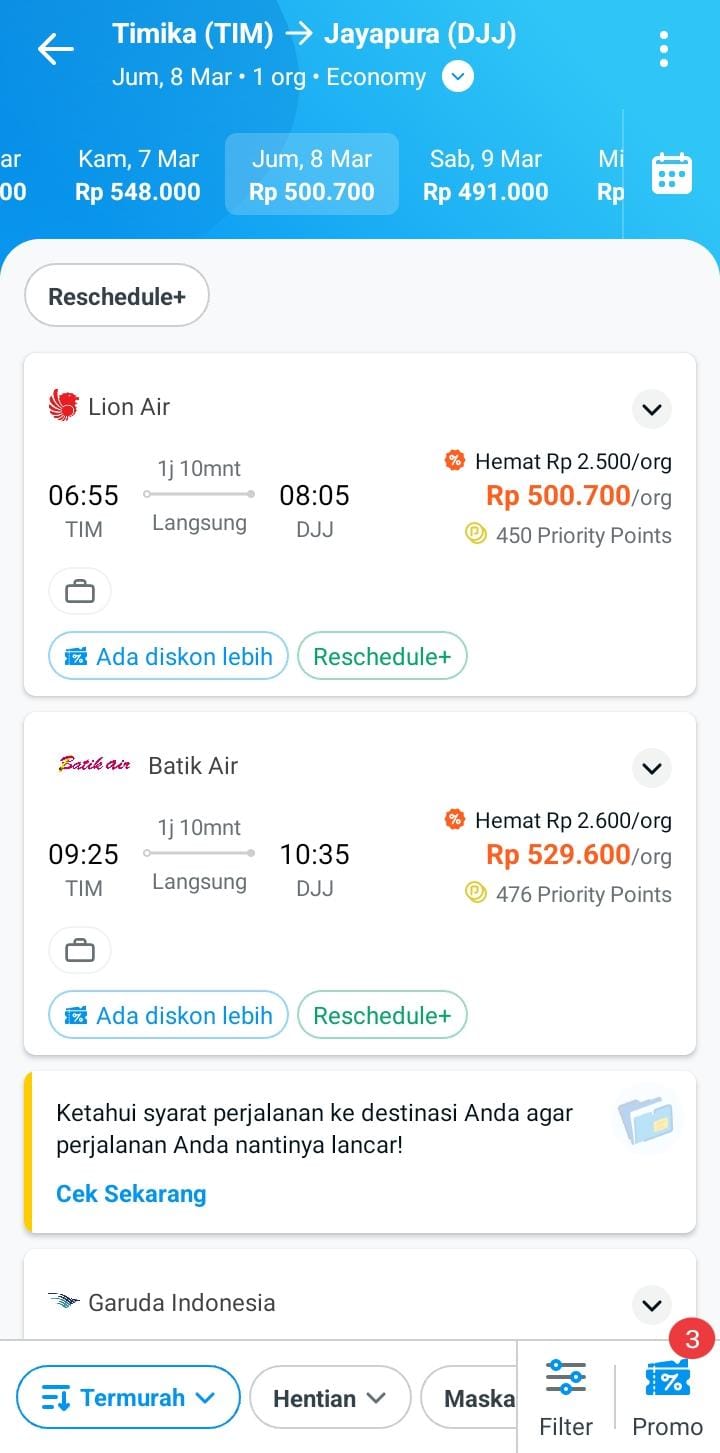 Timika (TIM) → Jayapura (DJJ)
Jum, 8 Mar • 1 org • Economy
ar
00
Kam, 7 Mar
Rp 548.000
Jum, 8 Mar
Rp 500.700
Sab, 9 Mar
Rp 491.000
Mi
Rp
Reschedule+
Lion Air
06:55
TIM
1j 10mnt
Langsung
08:05
DJJ
Hemat Rp 2.500/org
Rp 500.700/org
450 Priority Points
Ada diskon lebih
Reschedule+
Batik air
Batik Air
09:25
TIM
1j 10mnt
Langsung
10:35
DJJ
Hemat Rp 2.600/org
Rp 529.600/org
476 Priority Points
Ada diskon lebih
Reschedule+
Ketahui syarat perjalanan ke destinasi Anda agar
perjalanan Anda nantinya lancar!
Cek Sekarang
Garuda Indonesia
Termurah
Hentian
Maska
Filter
3
Promo